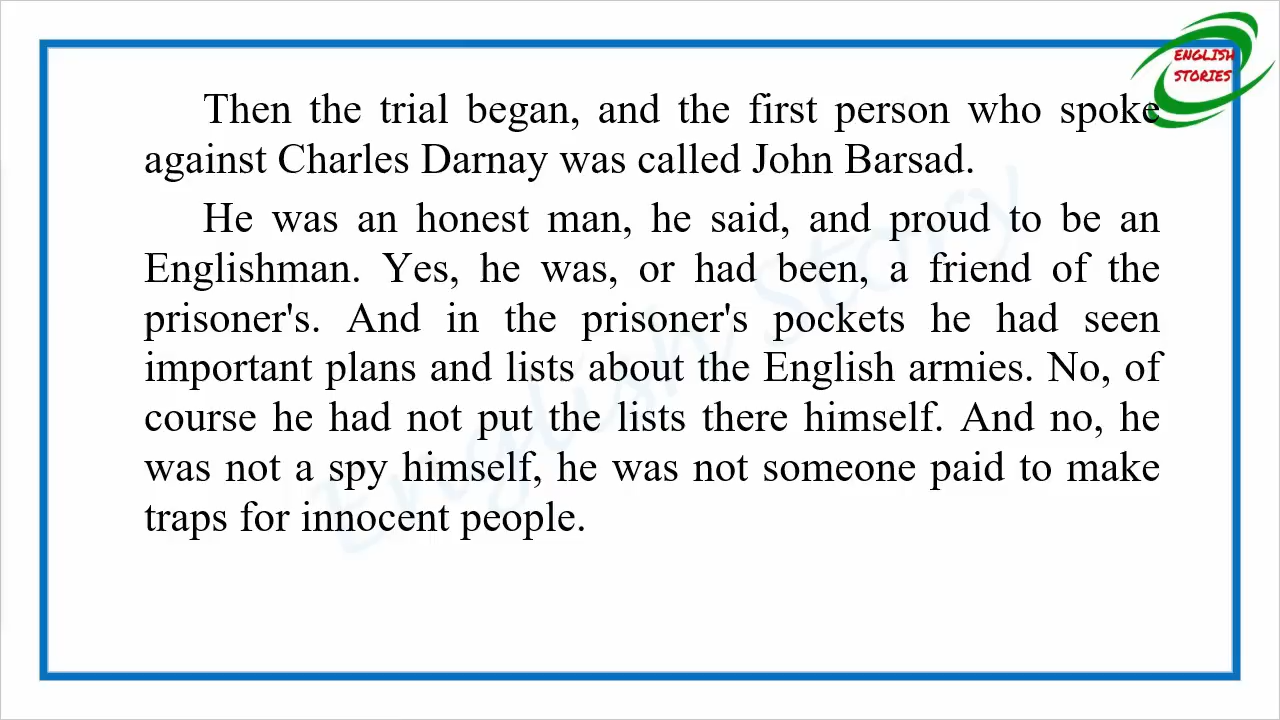 ENGLISH
STORIES
Then the trial began, and the first person who spoke
against Charles Darnay was called John Barsad.
He was an honest man, he said, and proud to be an
Englishman. Yes, he was, or had been, a friend of the
prisoner's. And in the prisoner's pockets he had seen
important plans and lists about the English armies. No, of
course he had not put the lists there himself. And no, he
was not a spy himself, he was not someone paid to make
traps for innocent people.
English Story